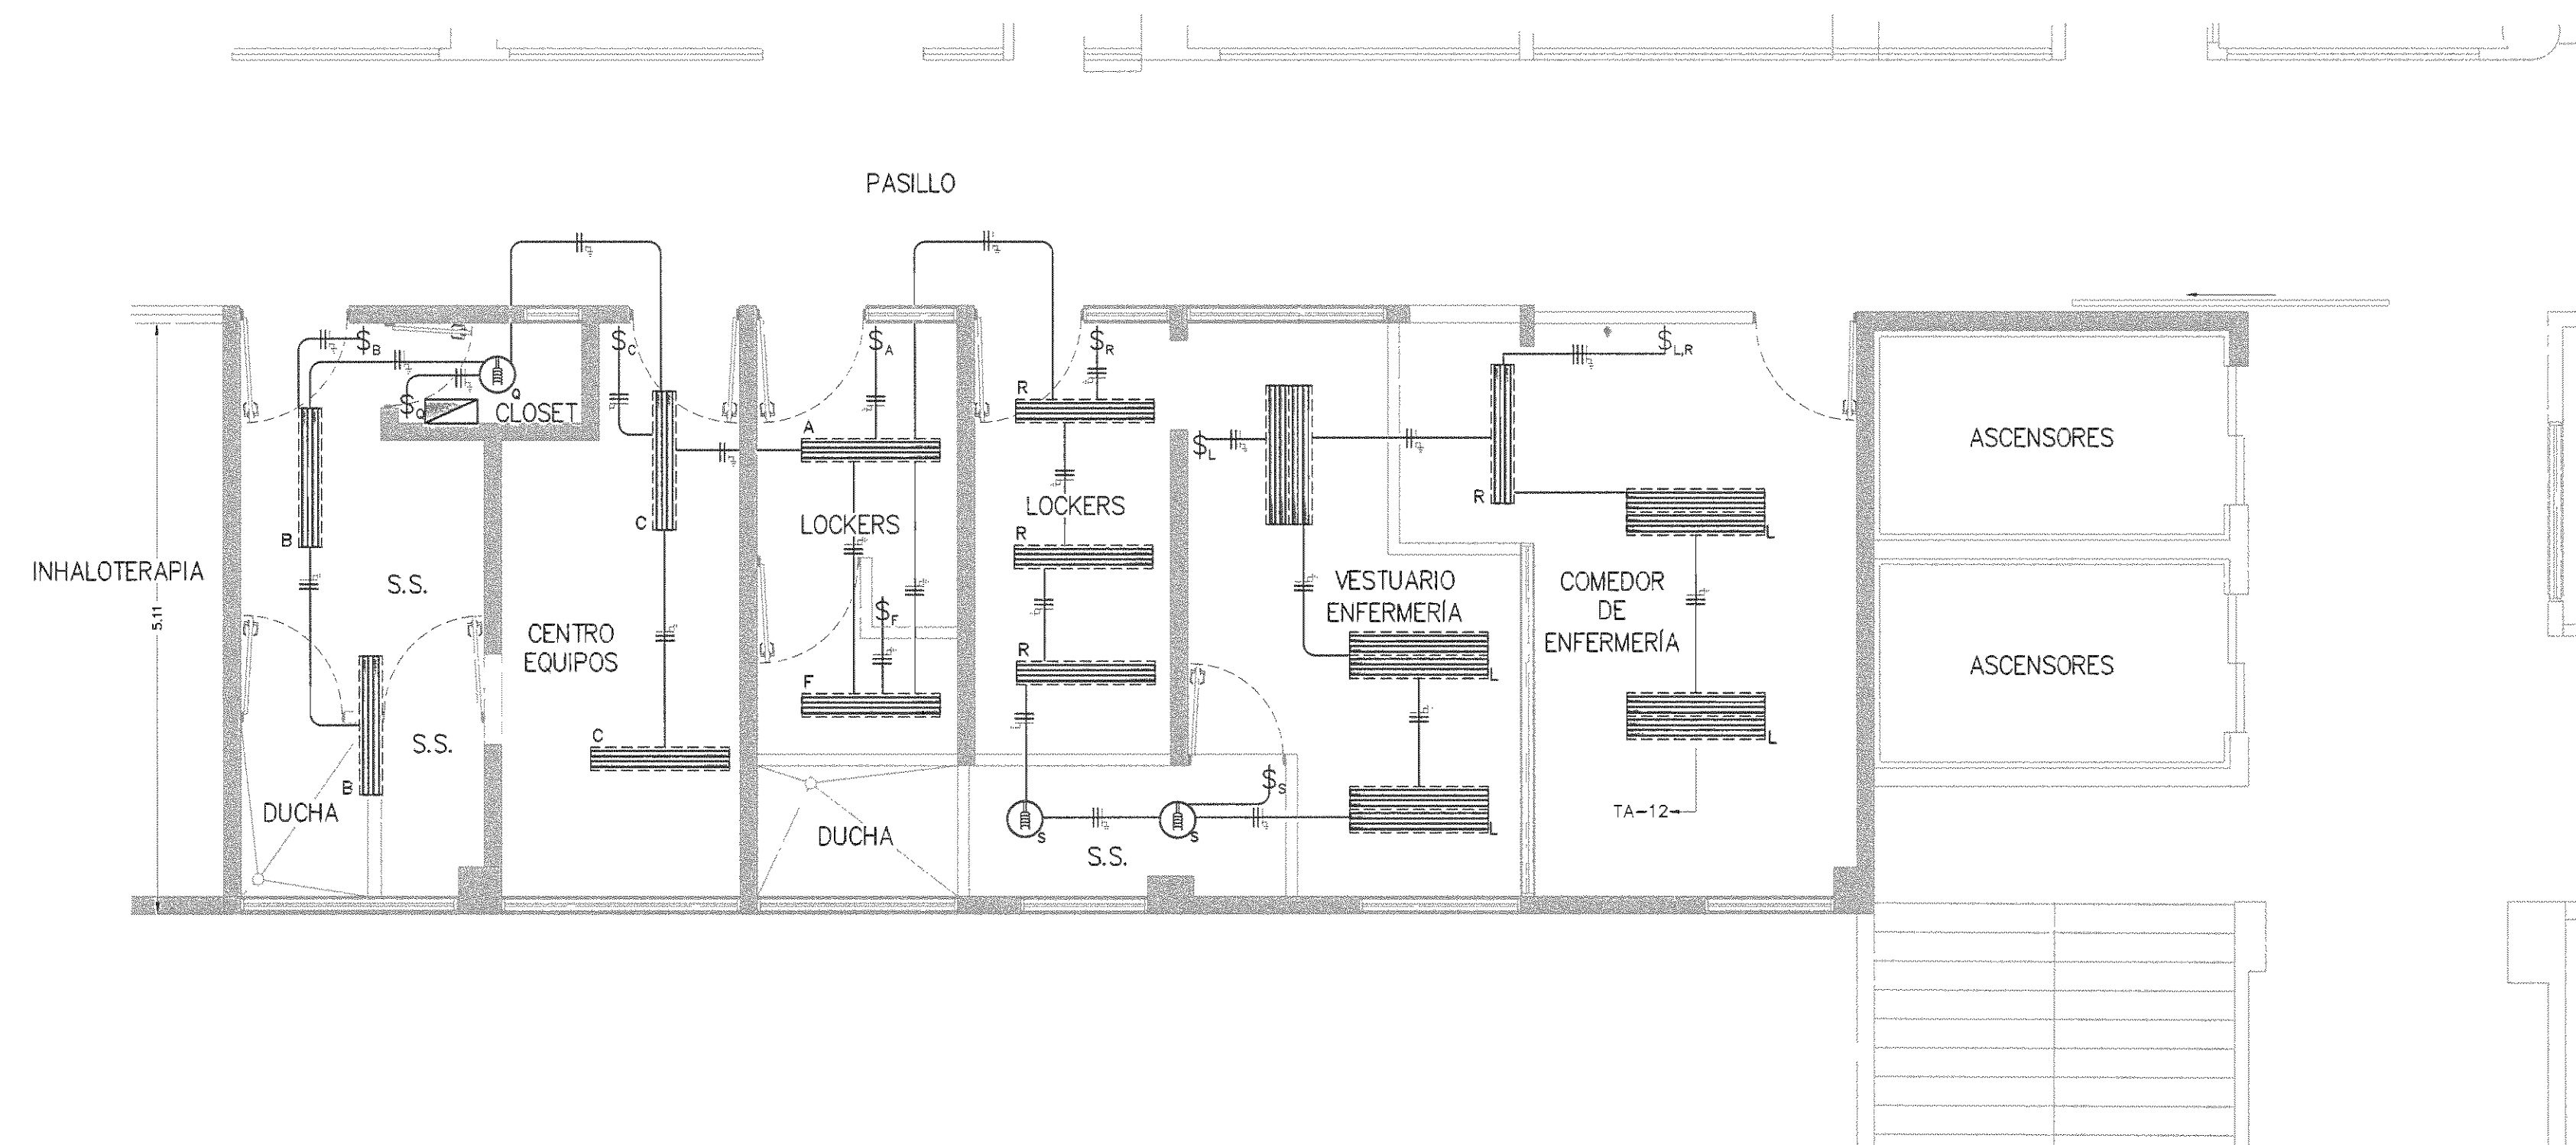 PASILLO
$B
$C
$A
$R
$L,R
$Q
Q
CLOSET
R
A
$L
ASCENSORES
R
C
LOCKERS
LOCKERS
B
R
L
INHALOTERAPIA
5.11
S.S.
$F
VESTUARIO
ENFERMERÍA
COMEDOR
DE
ENFERMERÍA
CENTRO
EQUIPOS
R
ASCENSORES
L
F
S.S.
C
L
B
DUCHA
$S
TA-12
DUCHA
S
S
L
S.S.